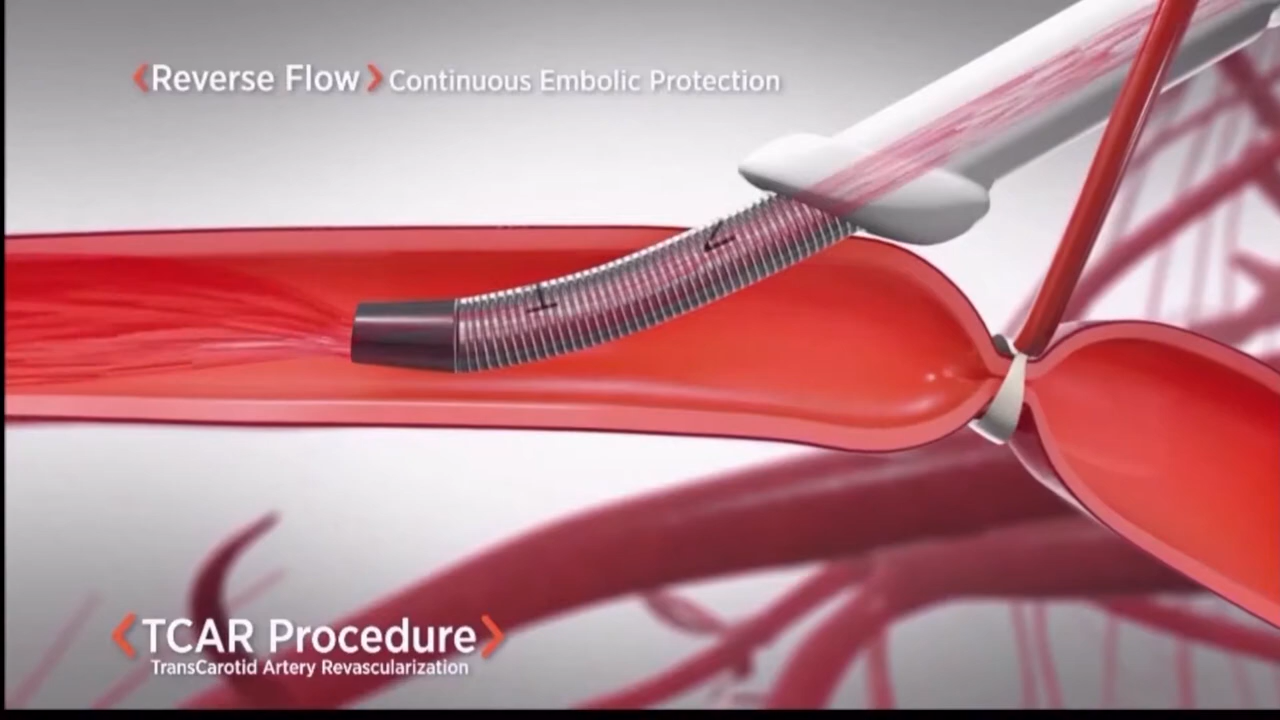 Reverse Flow Continuous Embolic Protection
TCAR Procedure
TransCarotid Artery Revascularization